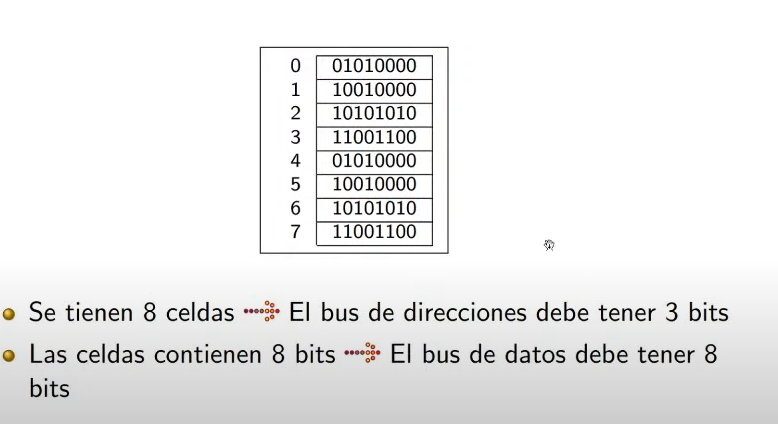 0 01010000
1 10010000
2 10101010
3 11001100
4 01010000
5 10010000
6 10101010
7 11001100
Se tienen 8 celdas El bus de direcciones debe tener 3 bits
Las celdas contienen 8 bits El bus de datos debe tener 8
bits